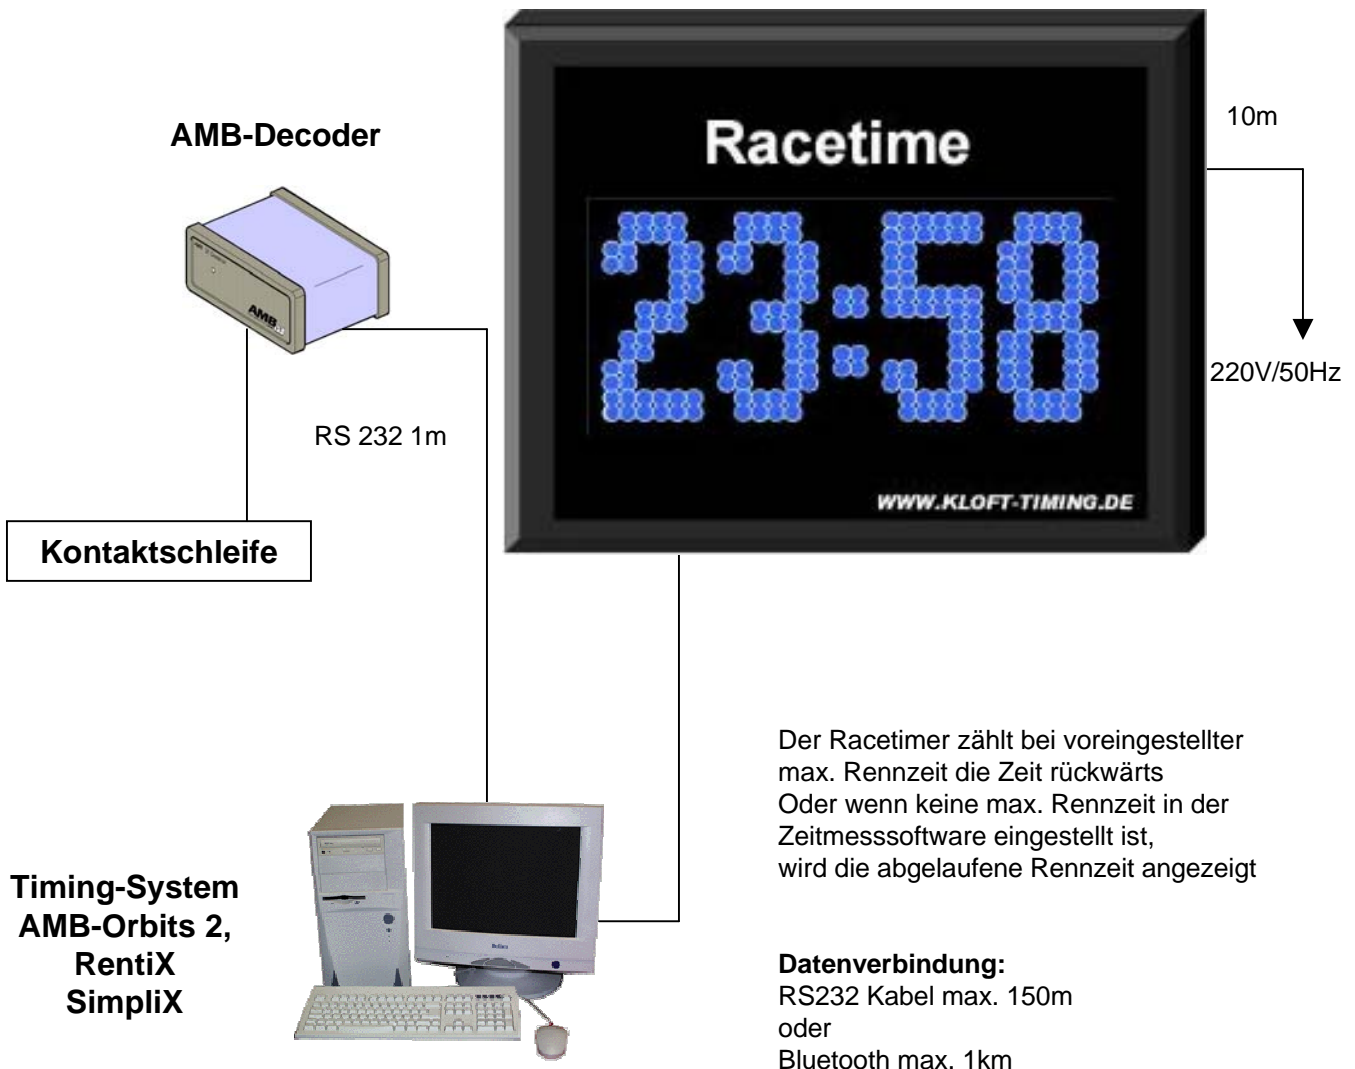 AMB-Decoder
Racetime
10m
23:58
220V/50Hz
AMB
RS 232 1m
WWW.KLOFT-TIMING.DE
Kontaktschleife
Der Racetimer zählt bei voreingestellter
max. Rennzeit die Zeit rückwärts
Oder wenn keine max. Rennzeit in der
Zeitmesssoftware eingestellt ist,
wird die abgelaufene Rennzeit angezeigt
Timing-System
AMB-Orbits 2,
RentiX
SimpliX
Datenverbindung:
RS232 Kabel max. 150m
oder
Bluetooth max. 1km